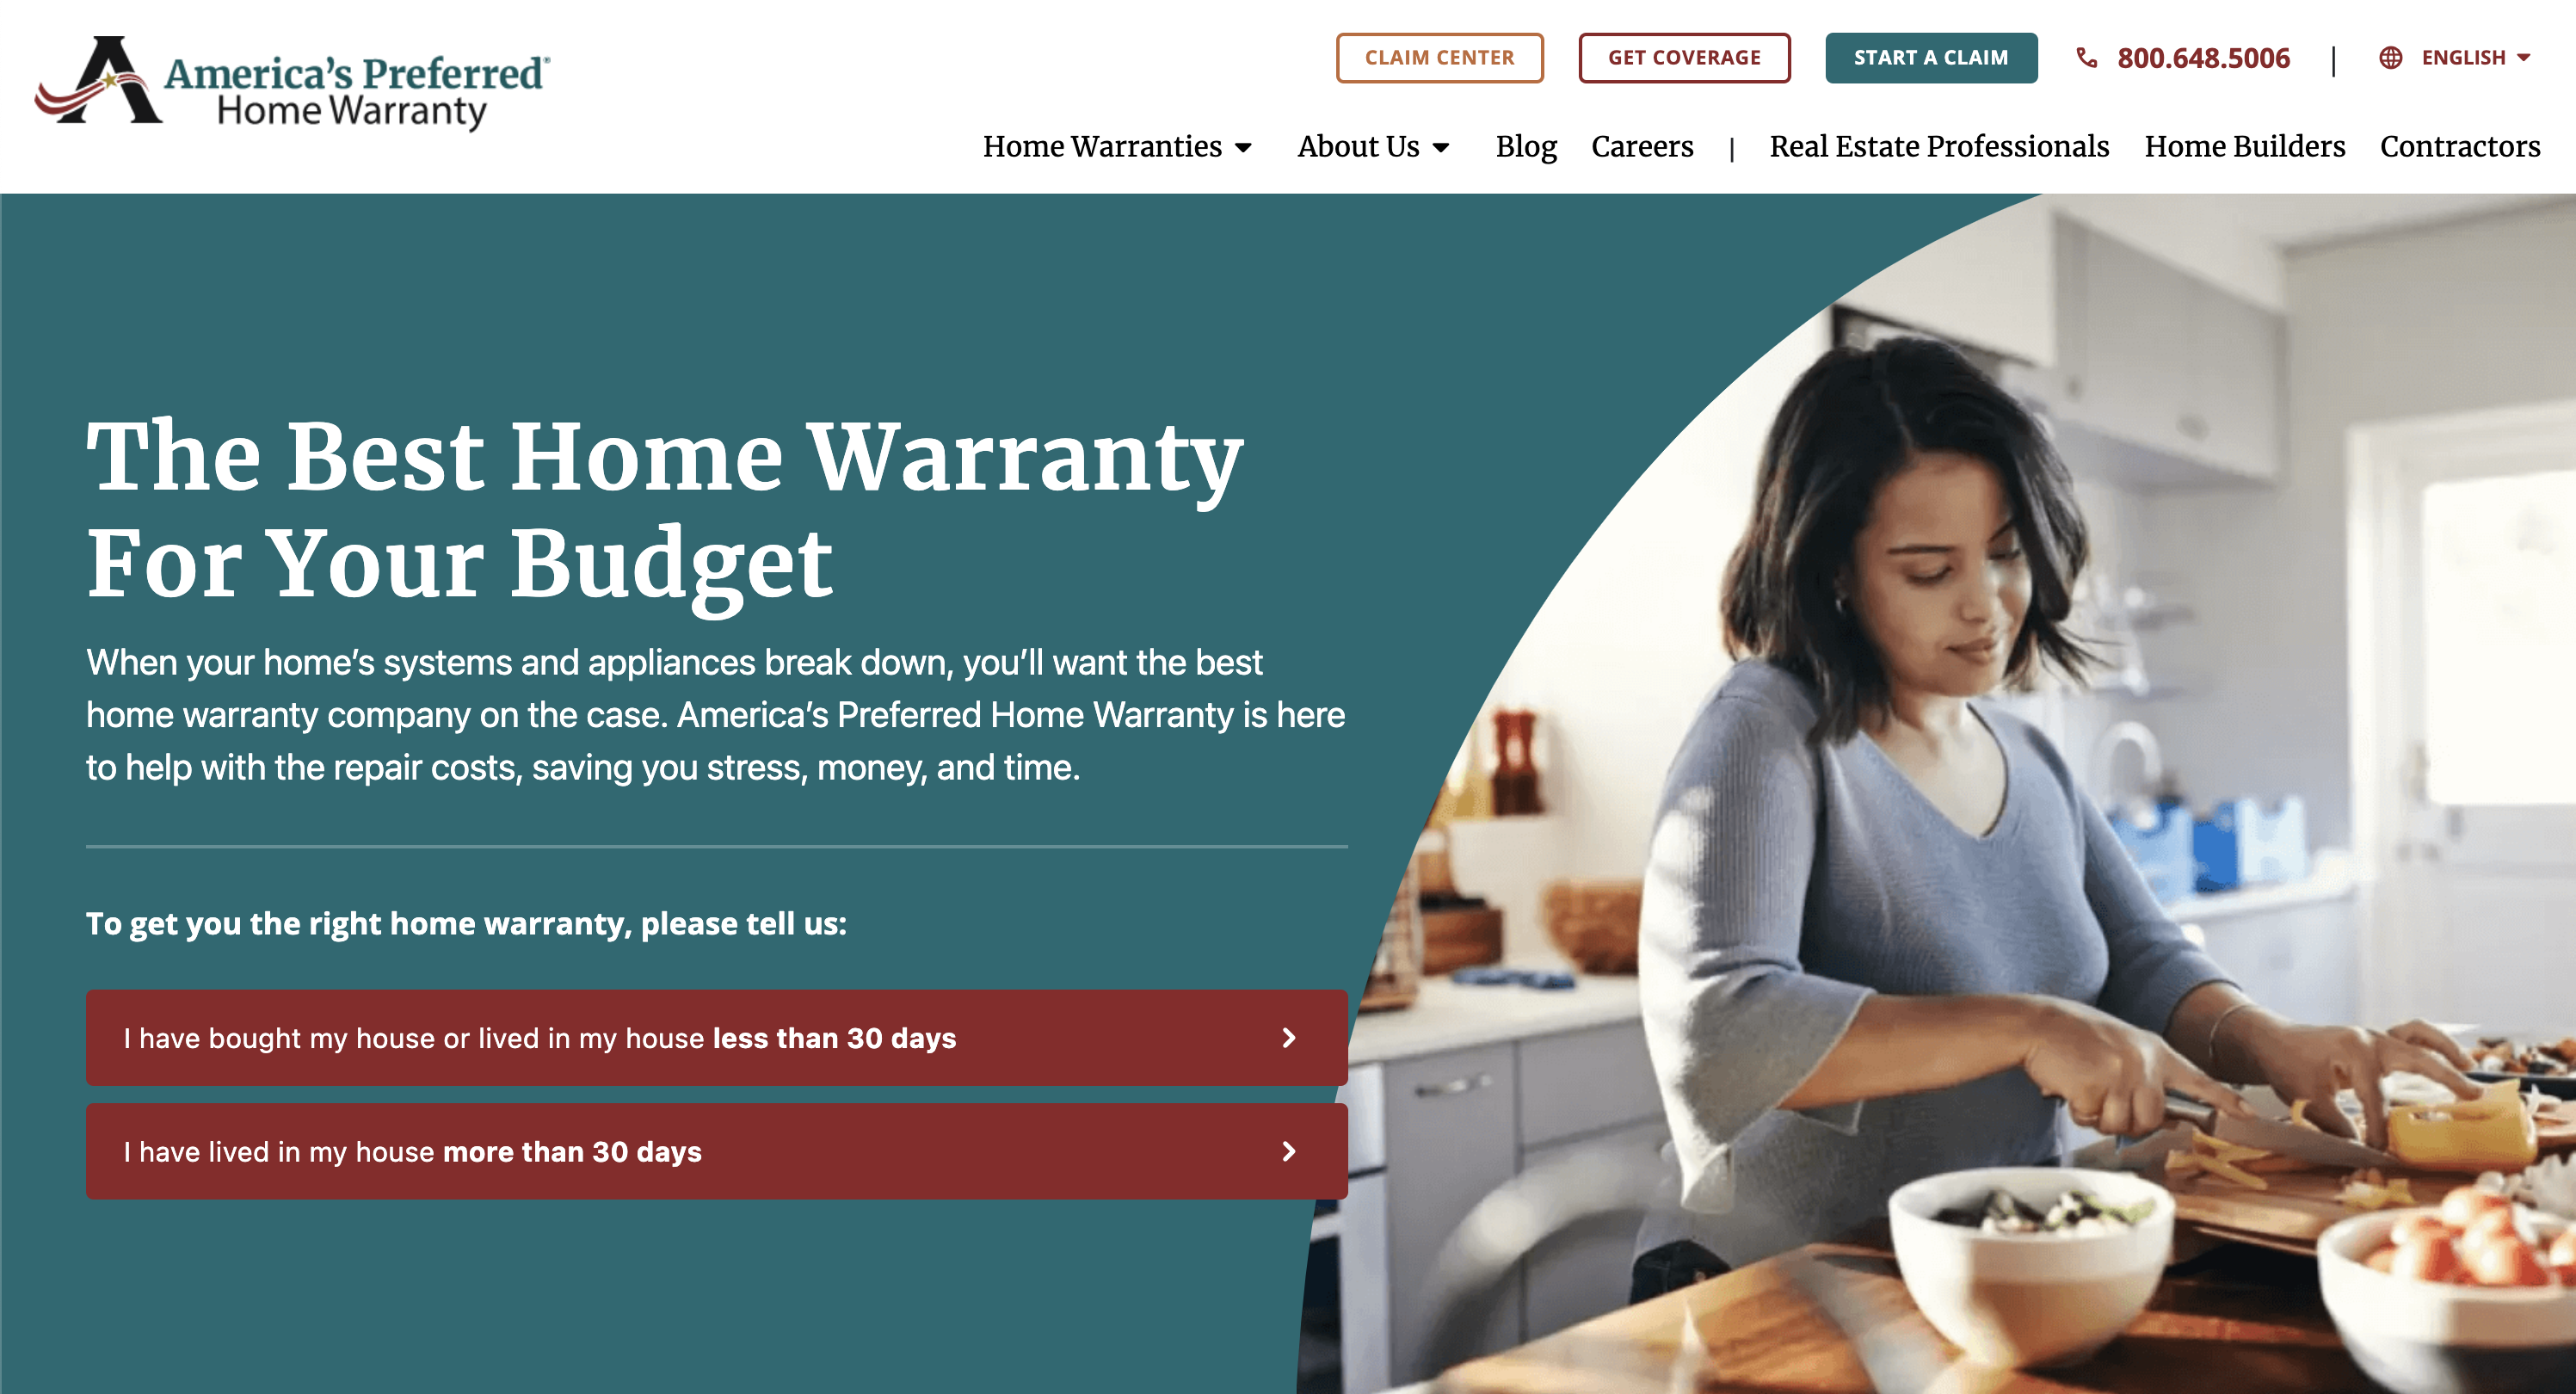 America's Preferred®
Home Warranty
CLAIM CENTER
GET COVERAGE
START A CLAIM
800.648.5006
|
ENGLISH
Home Warranties
About Us
Blog
Careers
|
Real Estate Professionals
Home Builders
Contractors
The Best Home Warranty
For Your Budget
When your home’s systems and appliances break down, you’ll want the best
home warranty company on the case. America’s Preferred Home Warranty is here
to help with the repair costs, saving you stress, money, and time.
To get you the right home warranty, please tell us:
I have bought my house or lived in my house less than 30 days
I have lived in my house more than 30 days